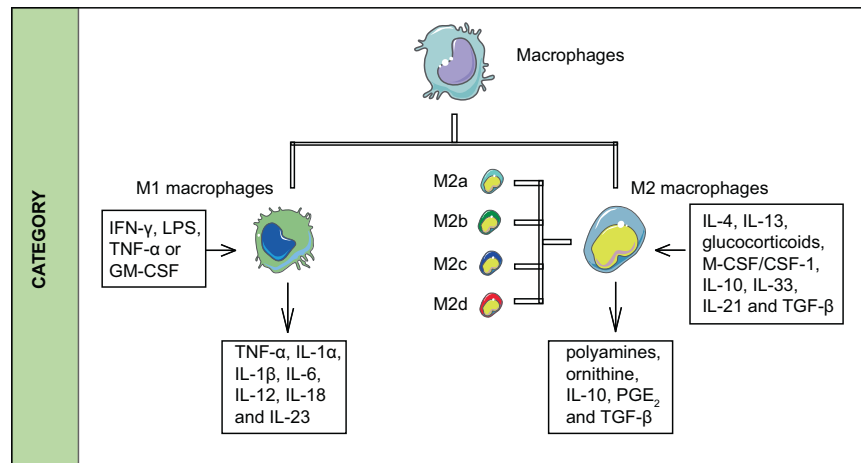 CATEGORY
Macrophages
M1 macrophages
IFN-γ, LPS,
TNF-α or
GM-CSF
TNF-α, IL-1α,
IL-1β, IL-6,
IL-12, IL-18
and IL-23
M2a
M2b
M2c
M2d
M2 macrophages
IL-4, IL-13,
glucocorticoids,
M-CSF/CSF-1,
IL-10, IL-33,
IL-21 and TGF-β
polyamines,
ornithine,
IL-10, PGE₂
and TGF-β